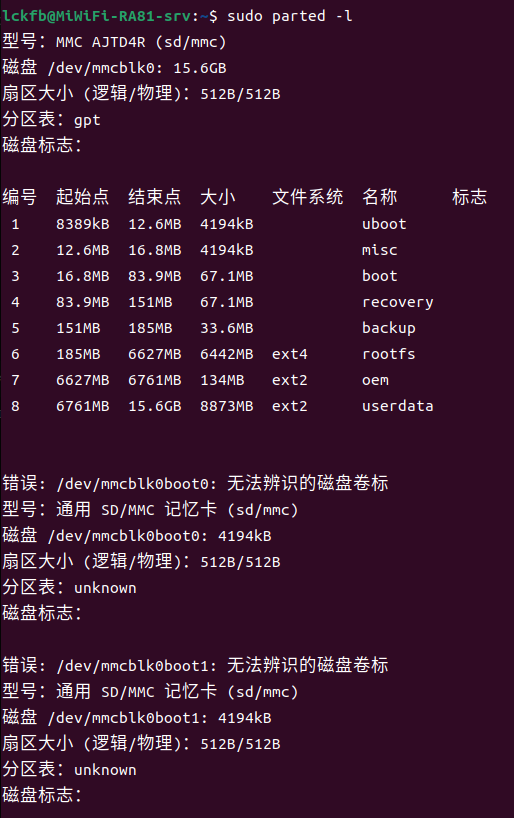 lckfb@MiWiFi-RA81-srv:~$ sudo parted -l
型号：MMC AJTD4R (sd/mmc)
磁盘 /dev/mmcblk0: 15.6GB
扇区大小 (逻辑/物理)：512B/512B
分区表：gpt
磁盘标志：
编号 起始点 结束点 大小 文件系统 名称 标志
1 8389kB 12.6MB 4194kB uboot
2 12.6MB 16.8MB 4194kB misc
3 16.8MB 83.9MB 67.1MB boot
4 83.9MB 151MB 67.1MB recovery
5 151MB 185MB 33.6MB backup
6 185MB 6627MB 6442MB ext4 rootfs
7 6627MB 6761MB 134MB ext2 oem
8 6761MB 15.6GB 8873MB ext2 userdata
错误: /dev/mmcblk0boot0: 无法辨识的磁盘卷标
型号：通用 SD/MMC 记忆卡 (sd/mmc)
磁盘 /dev/mmcblk0boot0: 4194kB
扇区大小 (逻辑/物理)：512B/512B
分区表：unknown
磁盘标志：
错误: /dev/mmcblk0boot1: 无法辨识的磁盘卷标
型号：通用 SD/MMC 记忆卡 (sd/mmc)
磁盘 /dev/mmcblk0boot1: 4194kB
扇区大小 (逻辑/物理)：512B/512B
分区表：unknown
磁盘标志：